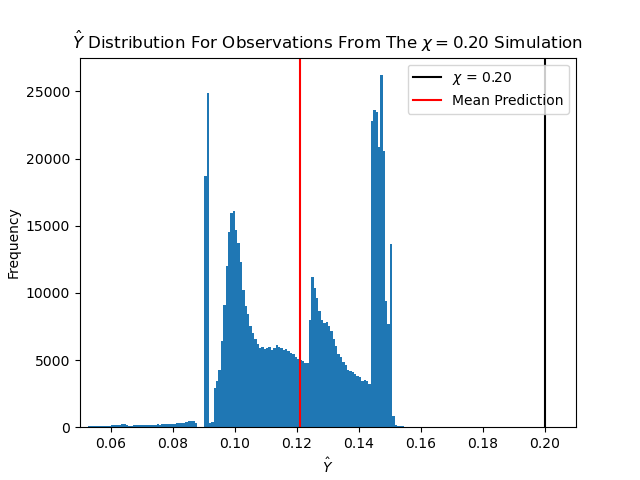 Ŷ Distribution For Observations From The χ = 0.20 Simulation
χ = 0.20
Mean Prediction
Frequency
25000
20000
15000
10000
5000
0
0.06 0.08 0.10 0.12 0.14 0.16 0.18 0.20
Ŷ